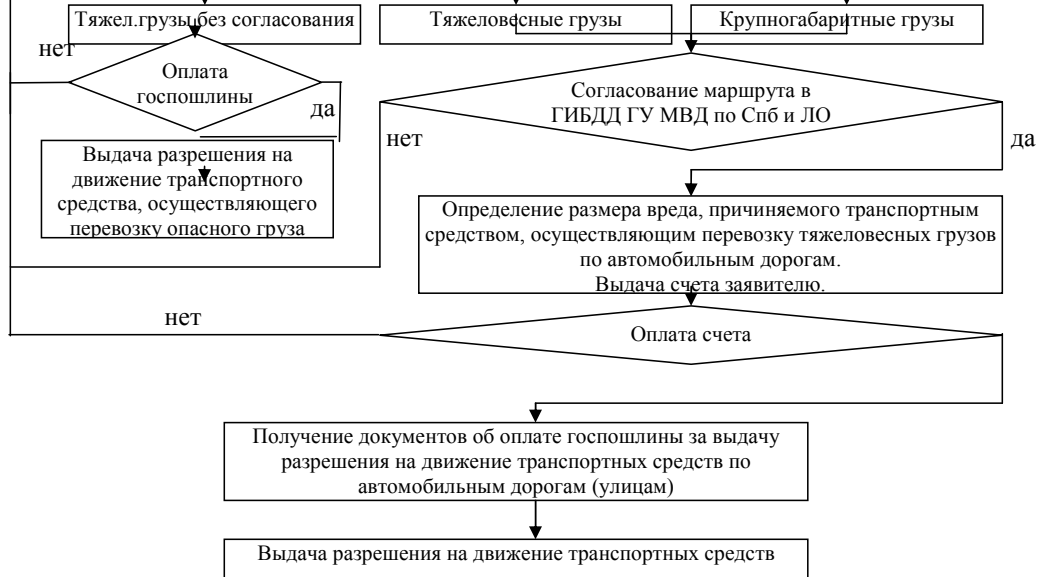 Тяжел.грузы без согласования
Тяжеловесные грузы
Крупногабаритные грузы
нет
Оплата
госпошлины
да
Согласование маршрута в
ГИБДД ГУ МВД по Спб и ЛО
нет
да
Выдача разрешения на
движение транспортного
средства, осуществляющего
перевозку опасного груза
Определение размера вреда, причиняемого транспортным
средством, осуществляющим перевозку тяжеловесных грузов
по автомобильным дорогам.
Выдача счета заявителю.
нет
Оплата счета
Получение документов об оплате госпошлины за выдачу
разрешения на движение транспортных средств по
автомобильным дорогам (улицам)
Выдача разрешения на движение транспортных средств